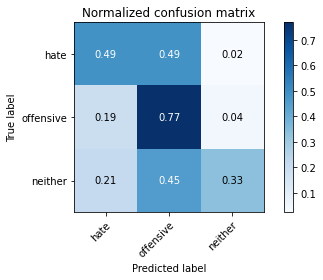 Normalized confusion matrix
True label
hate
0.49 0.49 0.02
offensive
0.19 0.77 0.04
neither
0.21 0.45 0.33
hate offensive neither
Predicted label
0.7
0.6
0.5
0.4
0.3
0.2
0.1